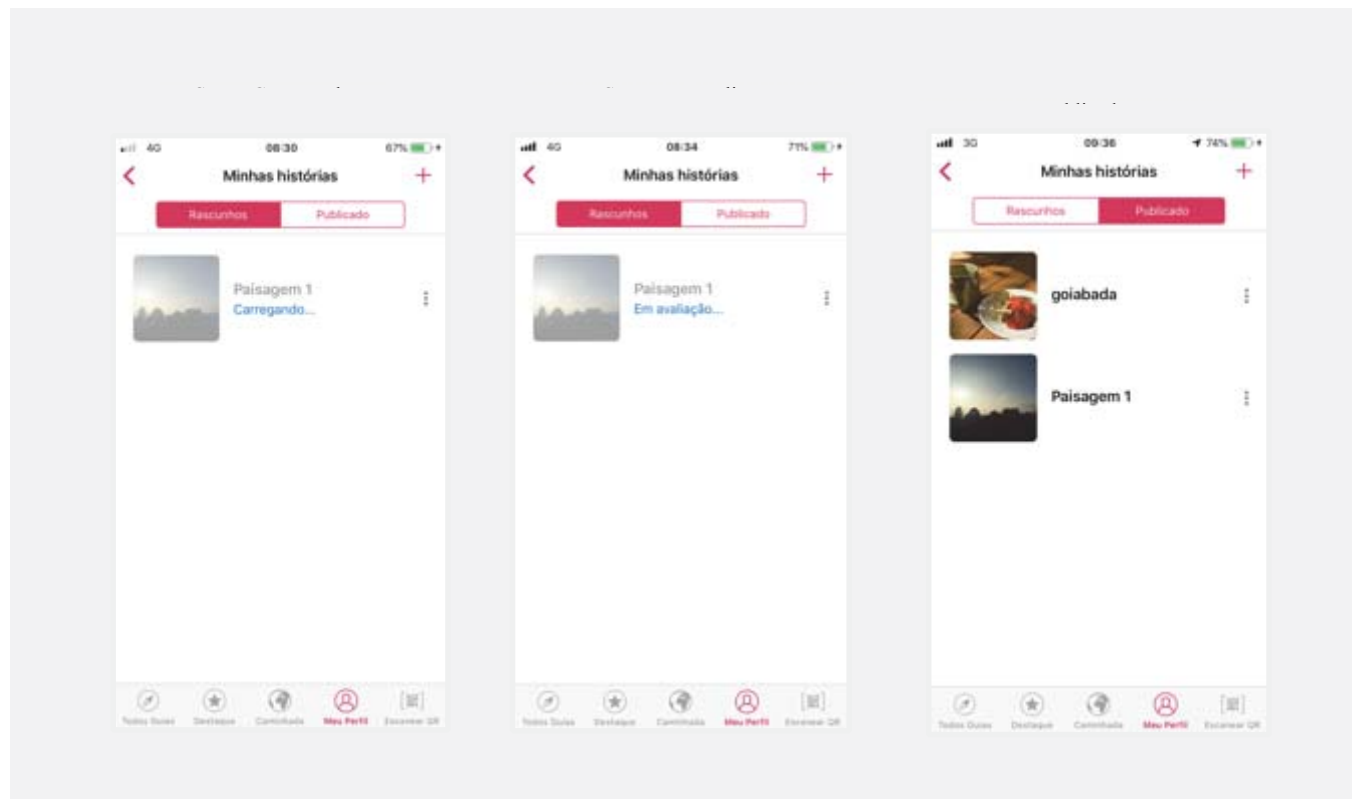 4G 08:30 67%
Minhas histórias
Rascunhos Publicado
Paisagem 1
Carregando...
Todos Guias Destaque Caminhada Meu Perfil Escanear QR
4G 08:34 71%
Minhas histórias
Rascunhos Publicado
Paisagem 1
Em avaliação...
Todos Guias Destaque Caminhada Meu Perfil Escanear QR
3G 09:36 74%
Minhas histórias
Rascunhos Publicado
goiabada
Paisagem 1
Todos Guias Destaque Caminhada Meu Perfil Escanear QR